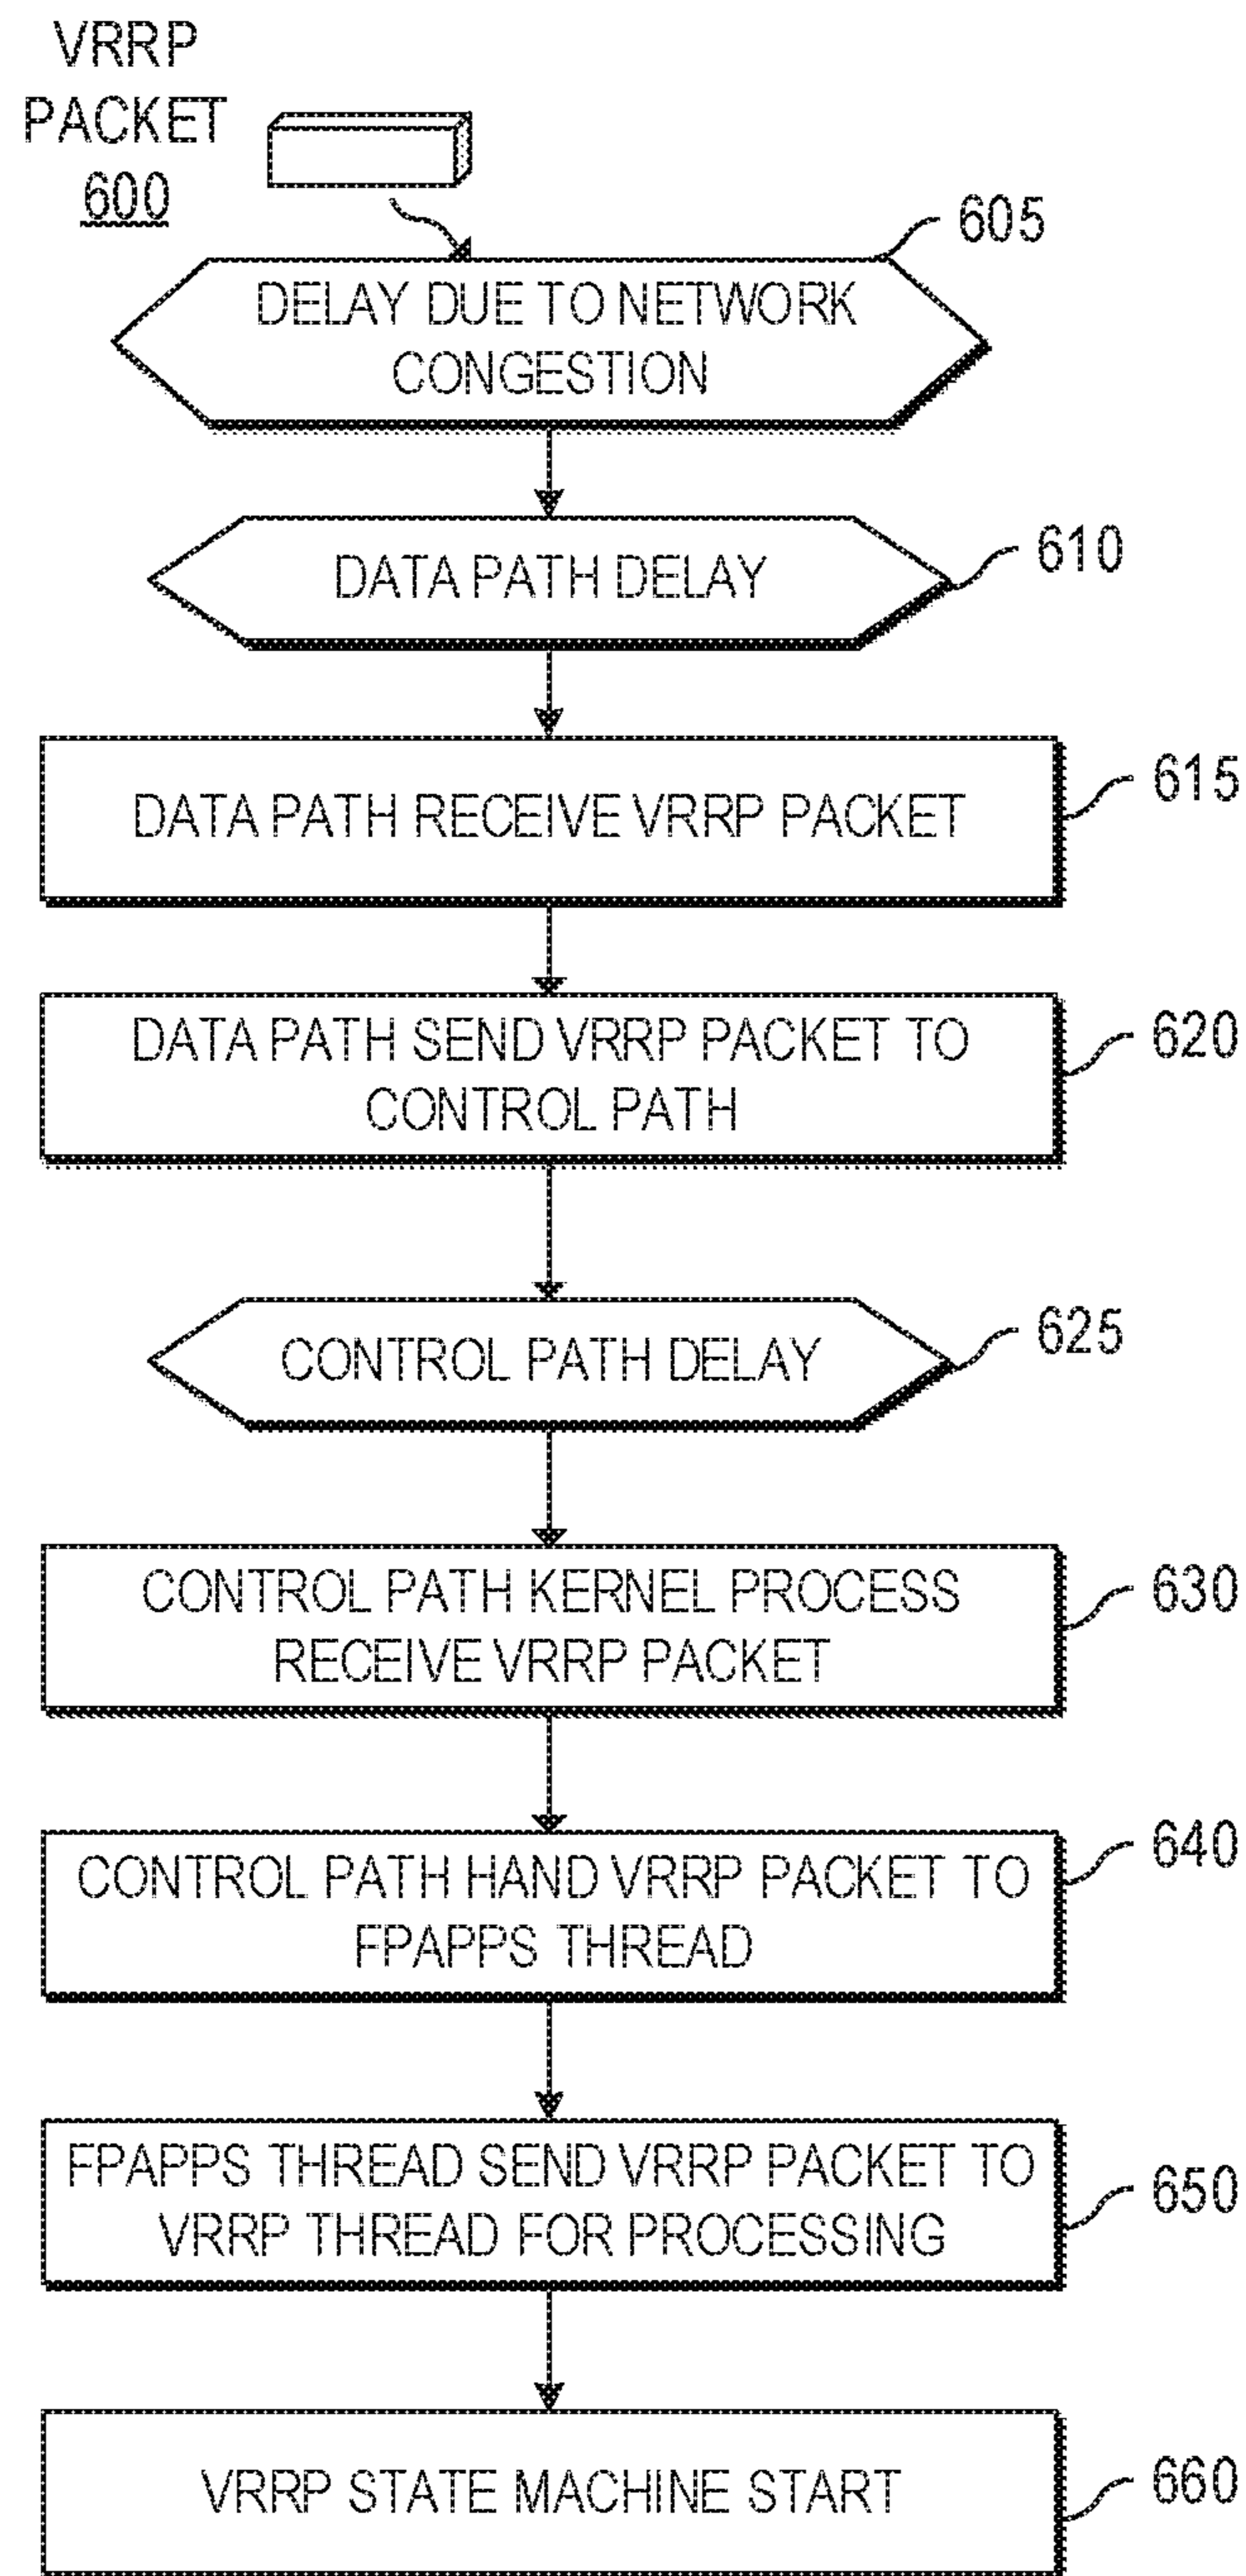 VRRP
PACKET
600
605
DELAY DUE TO NETWORK
CONGESTION
DATA PATH DELAY
610
DATA PATH RECEIVE VRRP PACKET
615
DATA PATH SEND VRRP PACKET TO
CONTROL PATH
620
CONTROL PATH DELAY
625
CONTROL PATH KERNEL PROCESS
RECEIVE VRRP PACKET
630
CONTROL PATH HAND VRRP PACKET TO
FPAPPS THREAD
640
FPAPPS THREAD SEND VRRP PACKET TO
VRRP THREAD FOR PROCESSING
650
VRRP STATE MACHINE START
660